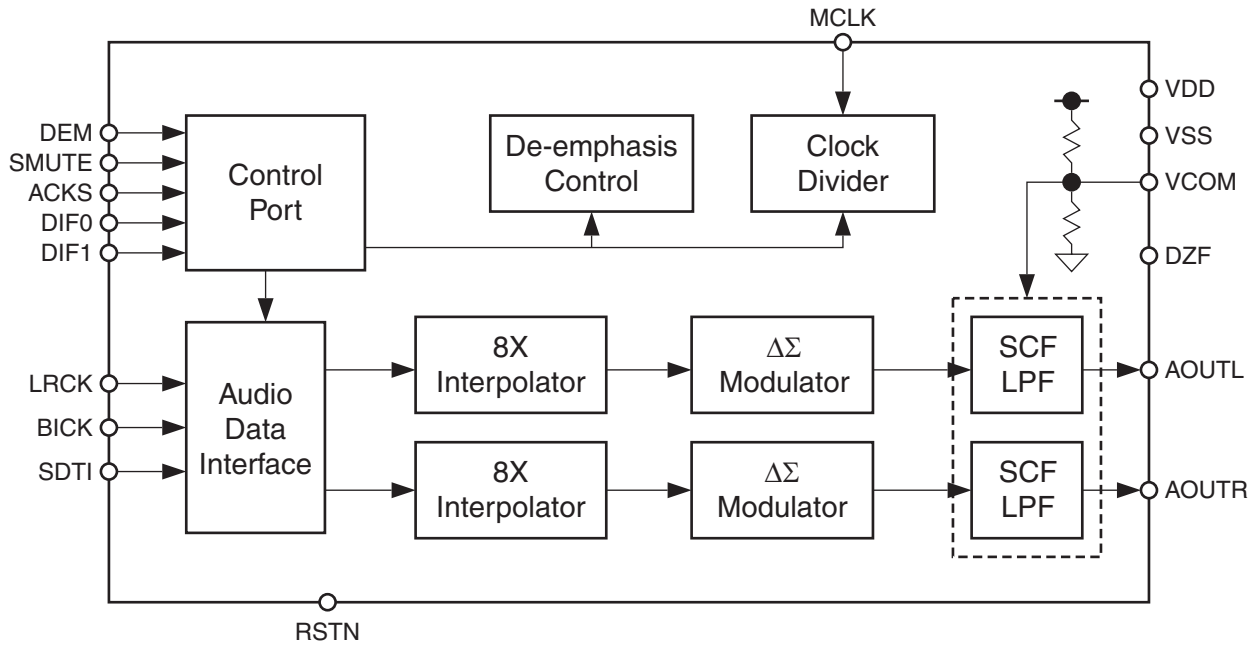 MCLK
VDD
DEM
SMUTE
ACKS
DIF0
DIF1
Control
Port
De-emphasis
Control
Clock
Divider
VSS
VCOM
DZF
LRCK
BICK
SDTI
Audio
Data
Interface
8X
Interpolator
ΔΣ
Modulator
SCF
LPF
AOUTL
8X
Interpolator
ΔΣ
Modulator
SCF
LPF
AOUTR
RSTN